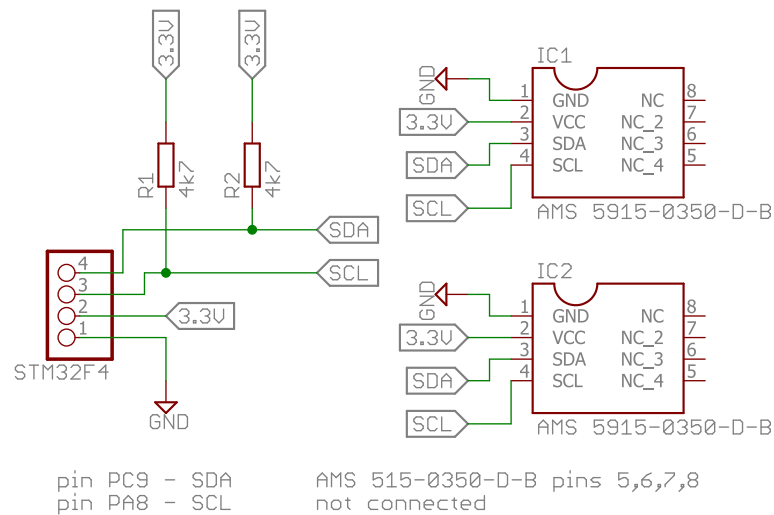 3.3V
3.3V
R1
4k7
R2
4k7
SDA
SCL
4
3
2
1
3.3V
STM32F4
GND
IC1
GND
1
GND
NC
8
3.3V
2
VCC
NC_2
7
SDA
3
SDA
NC_3
6
4
SCL
NC_4
5
SCL
AMS 5915-0350-D-B
IC2
GND
1
GND
NC
8
3.3V
2
VCC
NC_2
7
SDA
3
SDA
NC_3
6
4
SCL
NC_4
5
SCL
AMS 5915-0350-D-B
pin PC9 - SDA
pin PA8 - SCL
AMS 515-0350-D-B pins 5,6,7,8
not connected